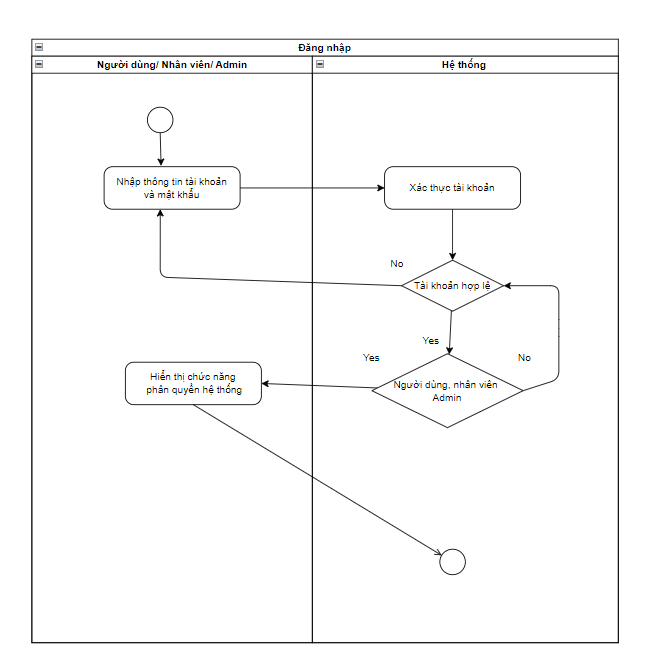 Đăng nhập
Người dùng/ Nhân viên/ Admin
Hệ thống
Nhập thông tin tài khoản
và mật khẩu
Xác thực tài khoản
No
Tài khoản hợp lệ
Yes
Yes
No
Hiển thị chức năng
phân quyền hệ thống
Người dùng, nhân viên
Admin